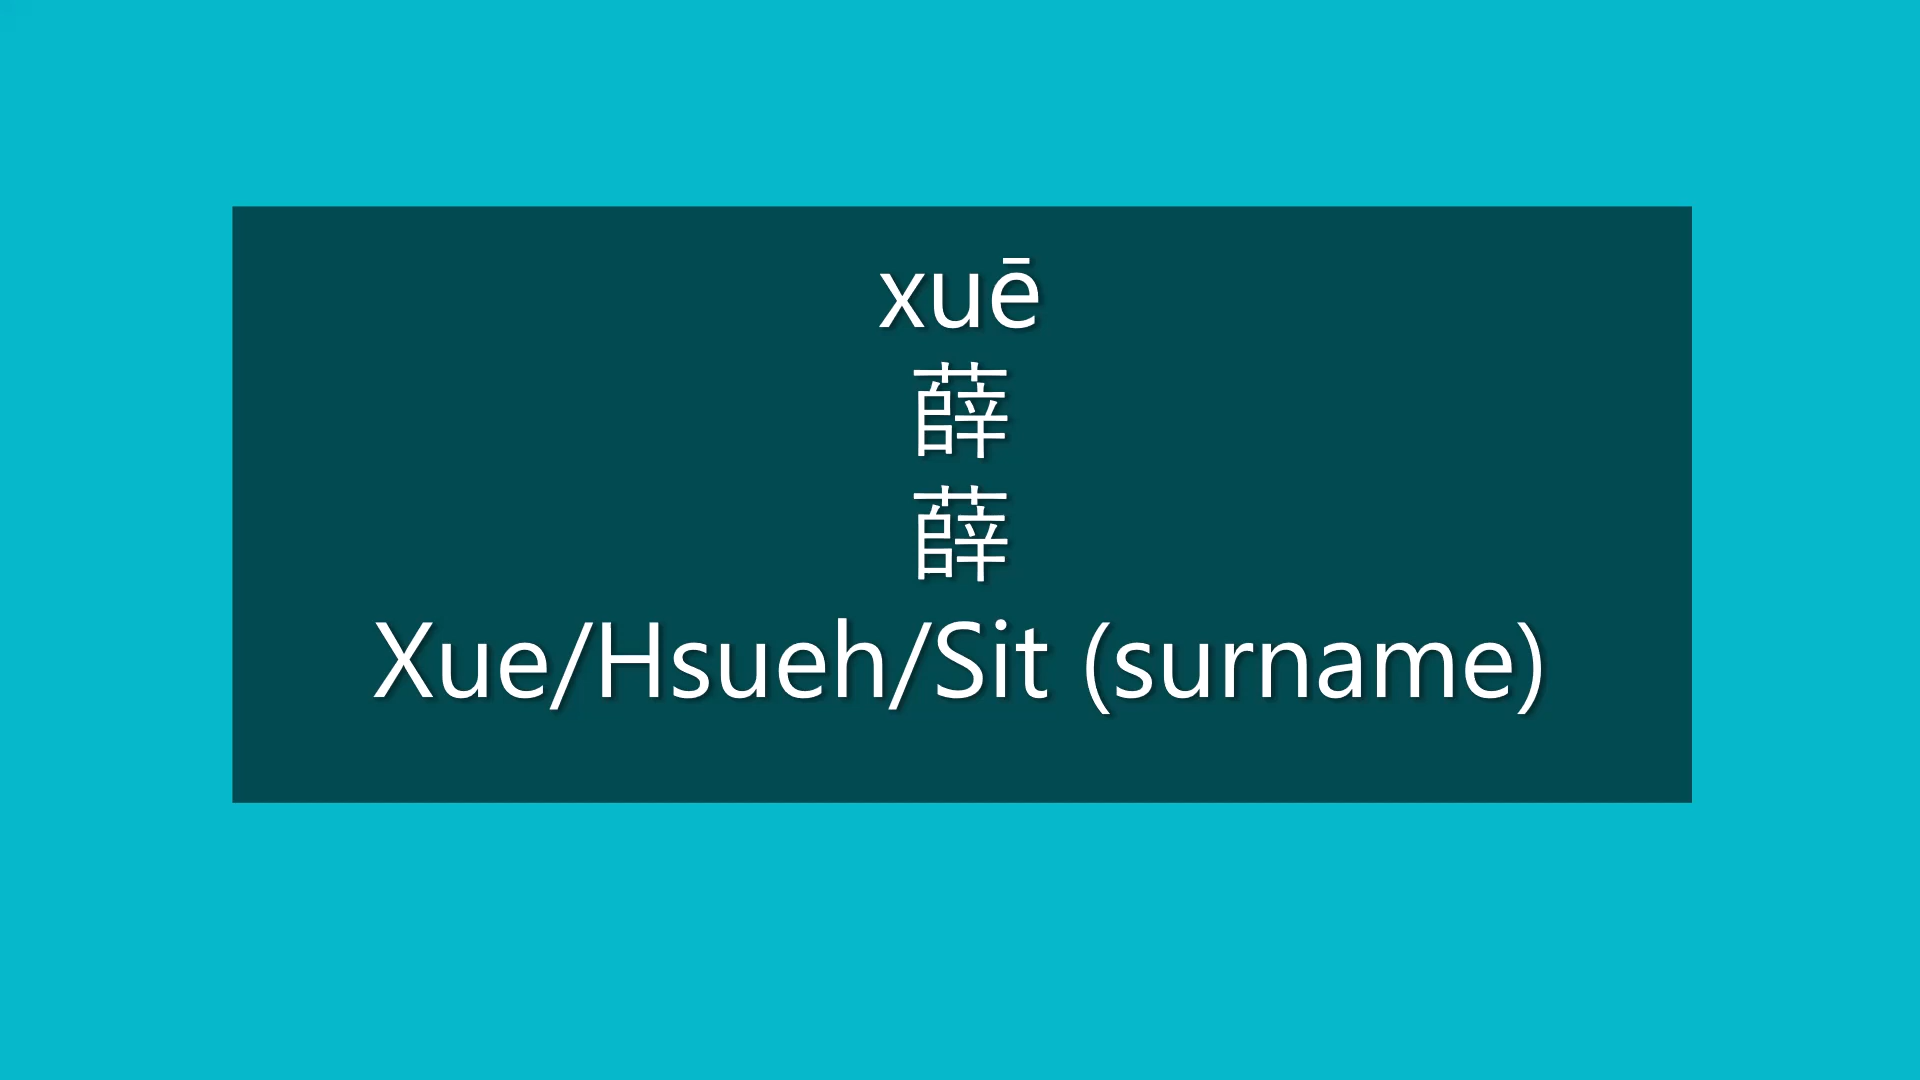 xuē
薛
薛
Xue/Hsueh/Sit (surname)